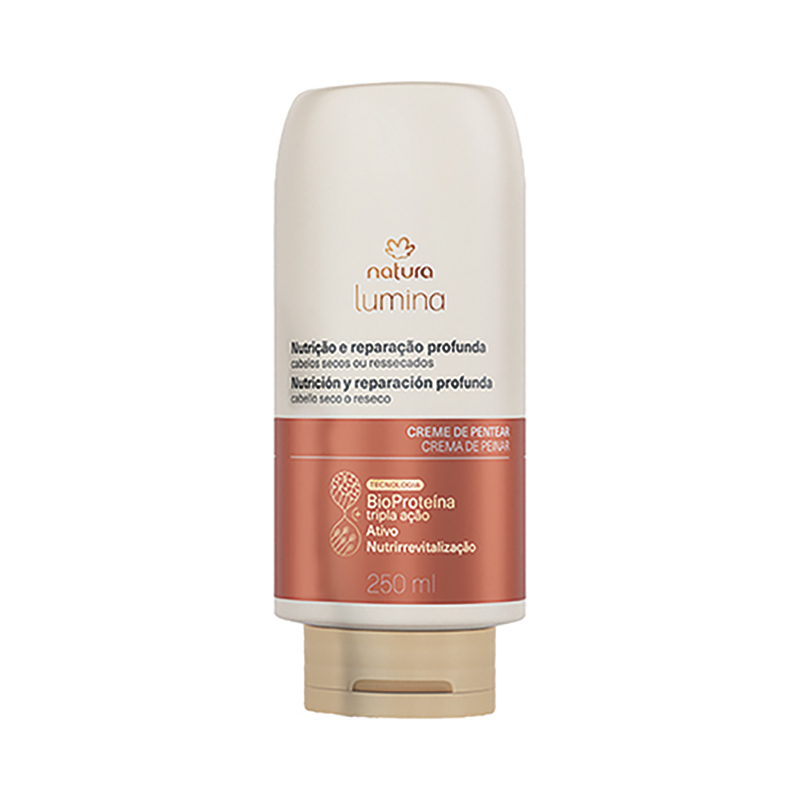 natura
lumina
Nutrição e reparação profunda
cabelos secos ou ressecados
Nutrición y reparación profunda
cabello seco o reseco
CREME DE PENTEAR
CREMA DE PEINAR
TECNOLOGIA
BioProteína
tripla ação
Ativo
Nutrirrevitalização
250 ml